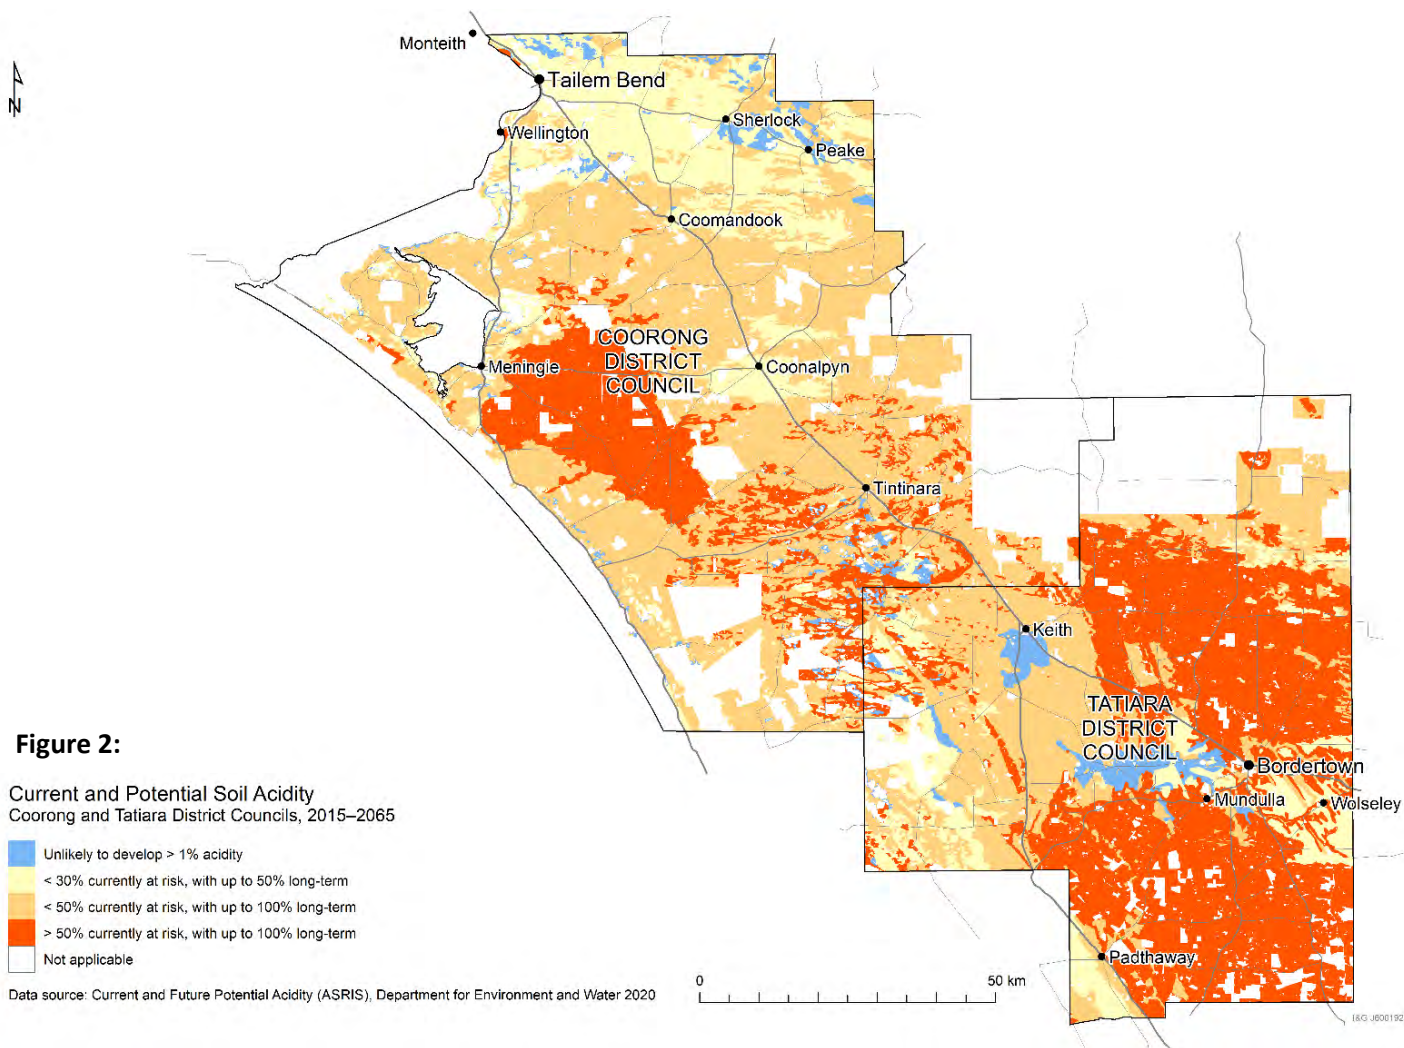 Monteith
Tailem Bend
N
Sherlock
Wellington
Peake
Coomandook
COORONG
DISTRICT
COUNCIL
Meningie
Coonalpyn
Tintinara
Keith
TATIARA
DISTRICT
COUNCIL
Bordertown
Mundulla
Wolseley
Padthaway
Figure 2:
Current and Potential Soil Acidity
Coorong and Tatiara District Councils, 2015–2065
Unlikely to develop > 1% acidity
< 30% currently at risk, with up to 50% long-term
< 50% currently at risk, with up to 100% long-term
> 50% currently at risk, with up to 100% long-term
Not applicable
0 50 km
Data source: Current and Future Potential Acidity (ASRIS), Department for Environment and Water 2020